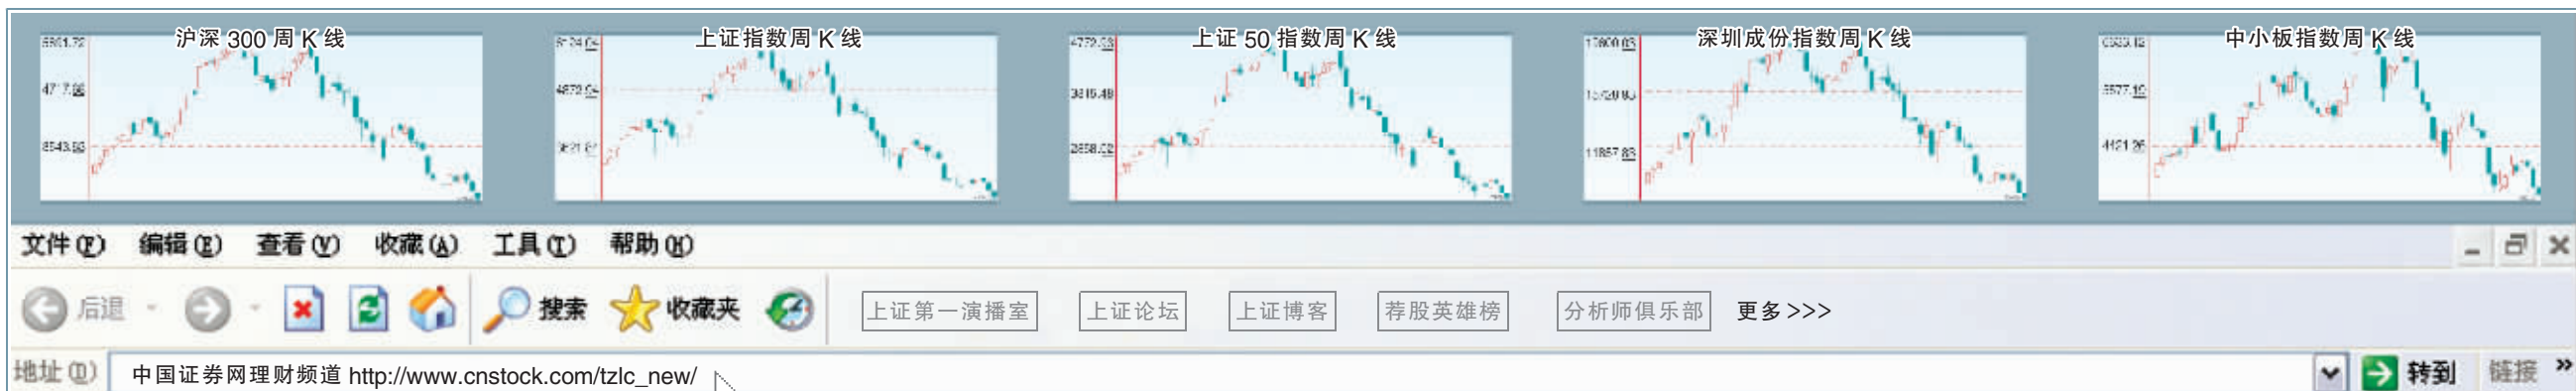 沪深 300 周 K 线
上证指数周 K 线
上证 50 指数周 K 线
深圳成份指数周 K 线
中小板指数周 K 线
文件(F) 编辑(E) 查看(V) 收藏(A) 工具(T) 帮助(H)
后退 搜索 收藏夹 上证第一演播室 上证论坛 上证博客 荐股英雄榜 分析师俱乐部 更多>>>
地址(D) 中国证券网理财频道 http://www.cnstock.com/tzlc_new/ 转到 链接 »